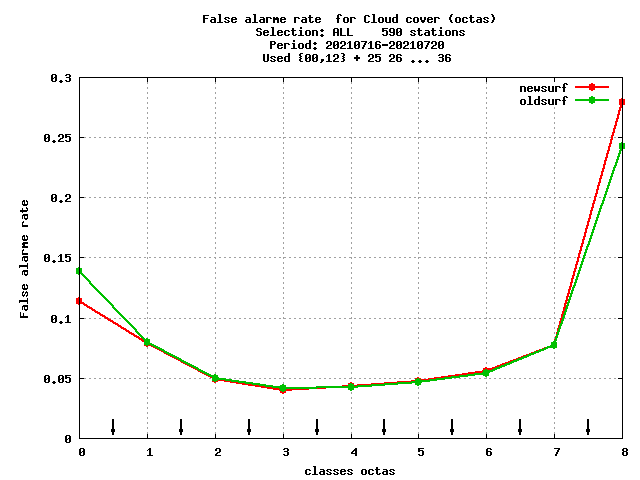 False alarme rate  for Cloud cover (octas)
Selection: ALL    590 stations
Period: 20210716-20210720
Used {00,12} + 25 26 ... 36
0.3
0.25
0.2
0.15
0.1
0.05
0
False alarme rate
newsurf
oldsurf
0 1 2 3 4 5 6 7 8
classes octas